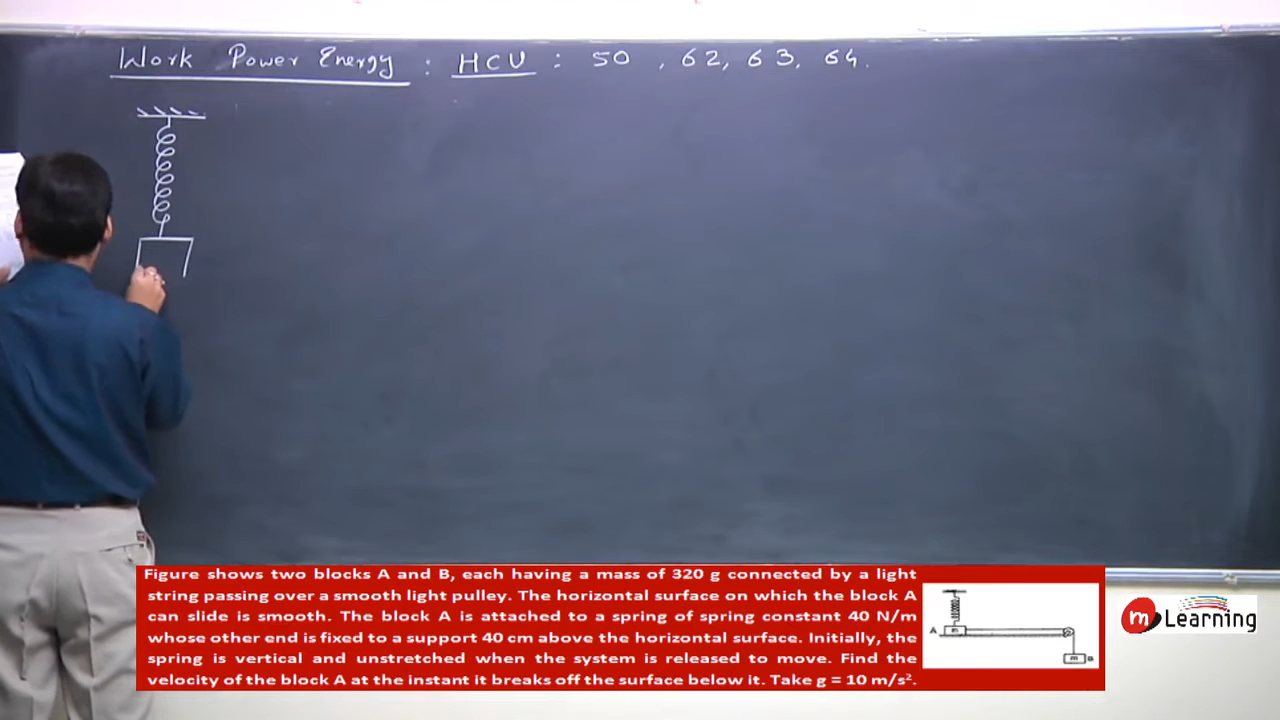 Work Power Energy : HCU : 50 , 62, 63, 64.
Figure shows two blocks A and B, each having a mass of 320 g connected by a light
string passing over a smooth light pulley. The horizontal surface on which the block A
can slide is smooth. The block A is attached to a spring of spring constant 40 N/m
whose other end is fixed to a support 40 cm above the horizontal surface. Initially, the
spring is vertical and unstretched when the system is released to move. Find the
velocity of the block A at the instant it breaks off the surface below it. Take g = 10 m/s².
A m
m B
m Learning